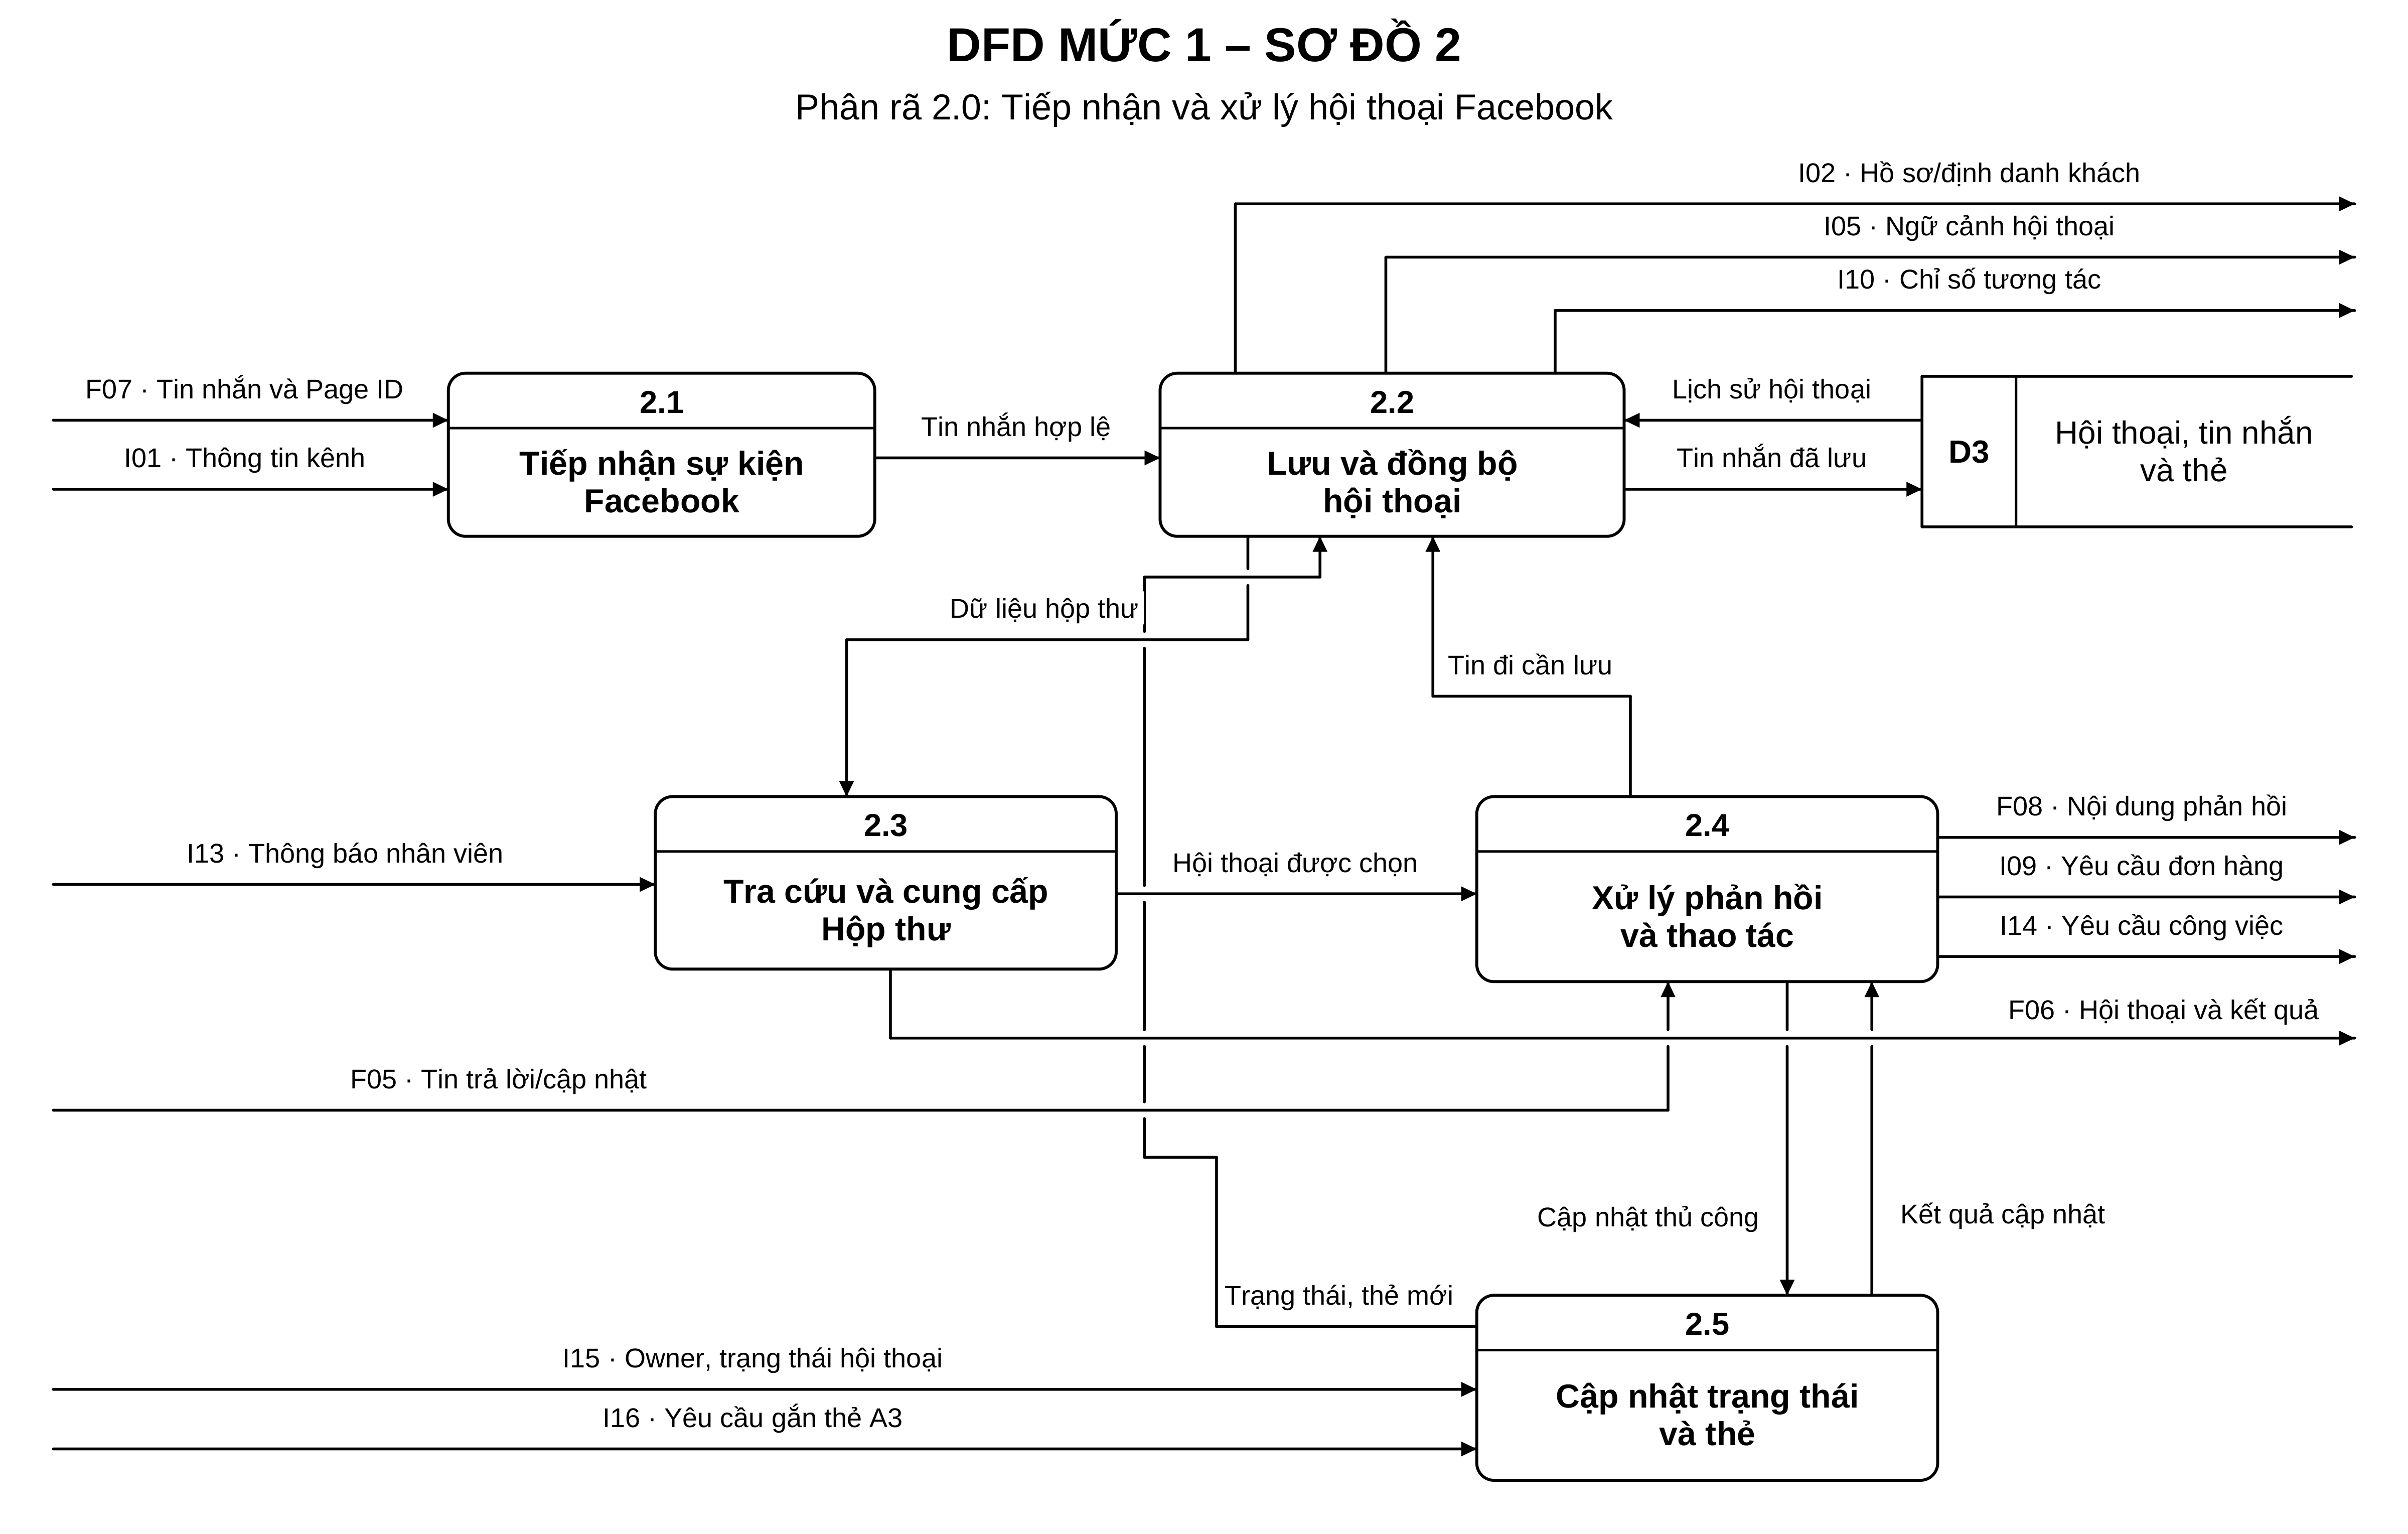 DFD MỨC 1 – SƠ ĐỒ 2
Phân rã 2.0: Tiếp nhận và xử lý hội thoại Facebook
I02 · Hồ sơ/định danh khách
I05 · Ngữ cảnh hội thoại
I10 · Chỉ số tương tác
F07 · Tin nhắn và Page ID
I01 · Thông tin kênh
2.1
Tiếp nhận sự kiện
Facebook
Tin nhắn hợp lệ
2.2
Lưu và đồng bộ
hội thoại
Lịch sử hội thoại
Tin nhắn đã lưu
D3
Hội thoại, tin nhắn
và thẻ
Dữ liệu hộp thư
Tin đi cần lưu
I13 · Thông báo nhân viên
2.3
Tra cứu và cung cấp
Hộp thư
Hội thoại được chọn
2.4
Xử lý phản hồi
và thao tác
F08 · Nội dung phản hồi
I09 · Yêu cầu đơn hàng
I14 · Yêu cầu công việc
F06 · Hội thoại và kết quả
F05 · Tin trả lời/cập nhật
Cập nhật thủ công
Kết quả cập nhật
Trạng thái, thẻ mới
2.5
Cập nhật trạng thái
và thẻ
I15 · Owner, trạng thái hội thoại
I16 · Yêu cầu gắn thẻ A3